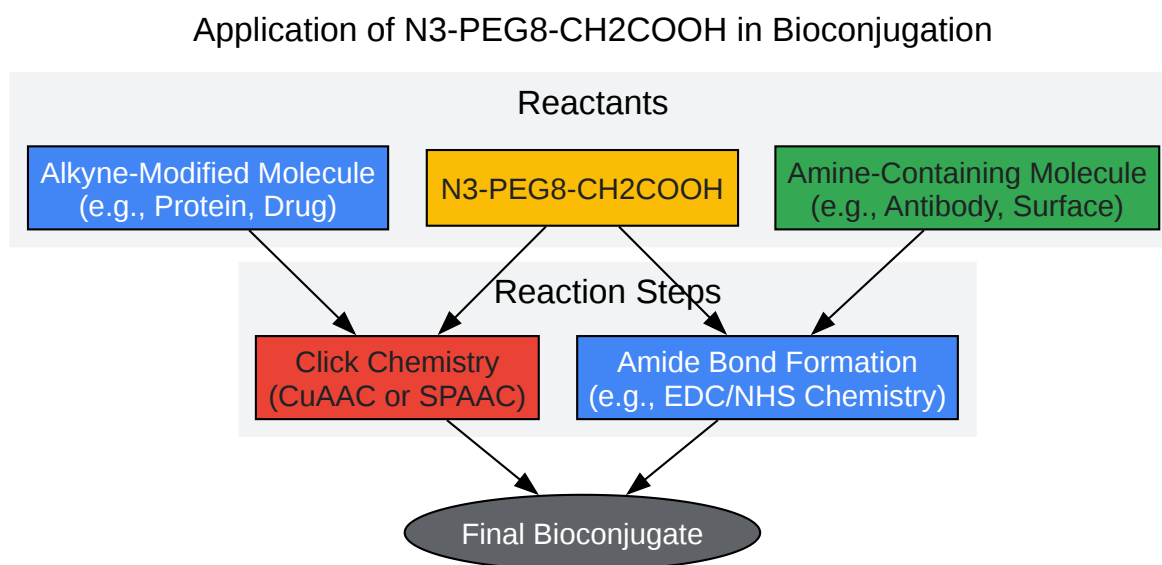 Application of N3-PEG8-CH2COOH in Bioconjugation
Reactants
Alkyne-Modified Molecule
(e.g., Protein, Drug)
N3-PEG8-CH2COOH
Amine-Containing Molecule
(e.g., Antibody, Surface)
Reaction Steps
Click Chemistry
(CuAAC or SPAAC)
Amide Bond Formation
(e.g., EDC/NHS Chemistry)
Final Bioconjugate